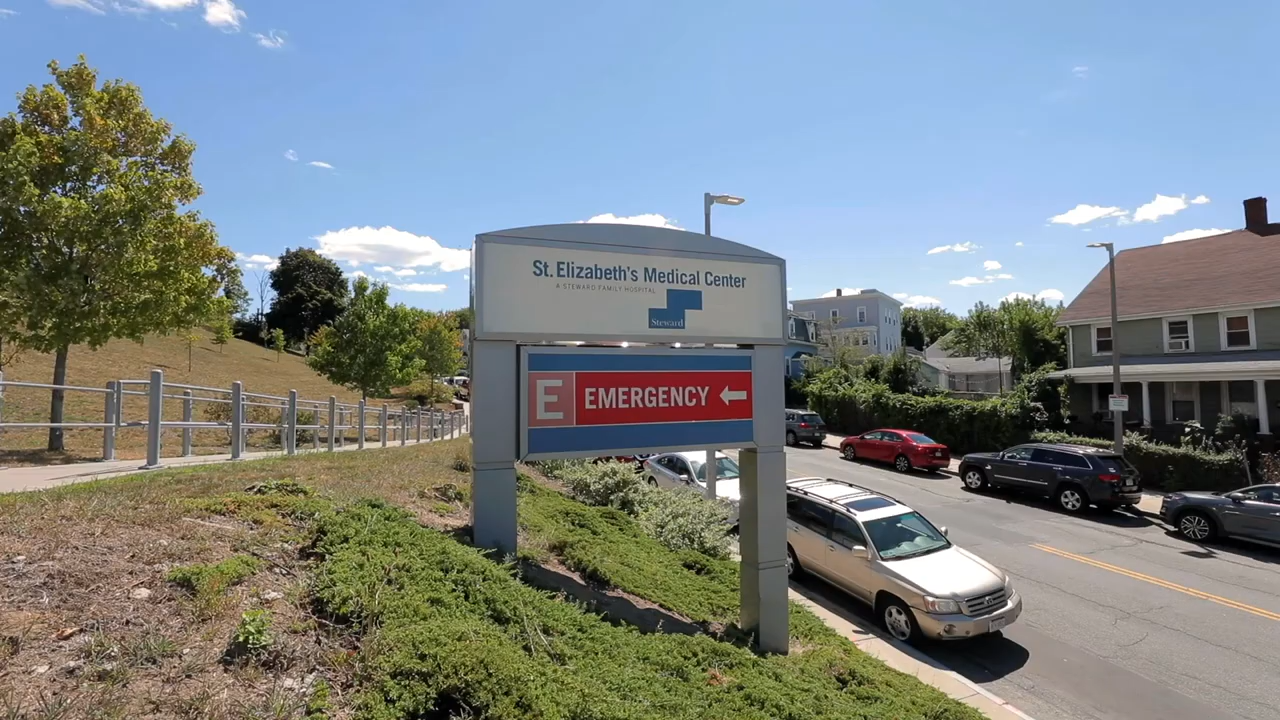 St. Elizabeth's Medical Center
A STEWARD FAMILY HOSPITAL
Steward
E EMERGENCY